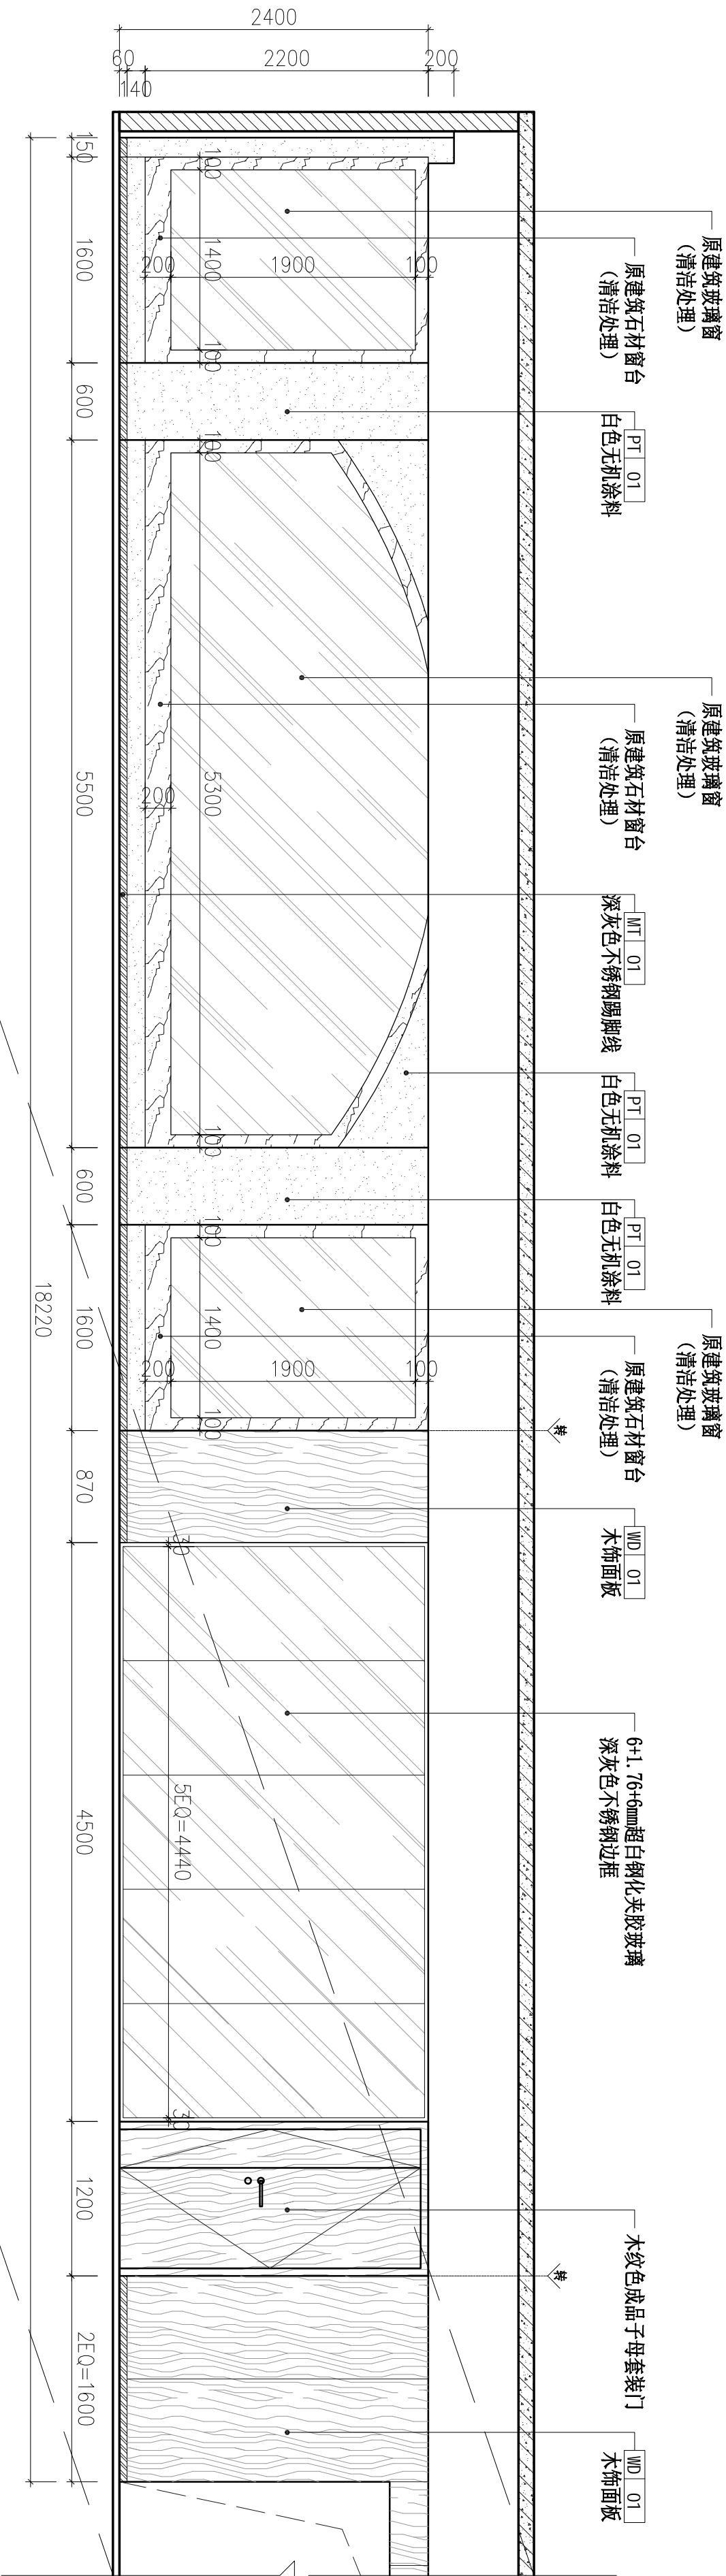 原建筑玻璃窗
（清洁处理）
原建筑石材窗台
（清洁处理）
PT 01
白色无机涂料
原建筑玻璃窗
（清洁处理）
原建筑石材窗台
（清洁处理）
MT 01
深灰色不锈钢踢脚线
PT 01
白色无机涂料
PT 01
白色无机涂料
原建筑玻璃窗
（清洁处理）
原建筑石材窗台
（清洁处理）
WD 01
木饰面板
6+1.76+6mm超白钢化夹胶玻璃
深灰色不锈钢边框
木纹色成品子母套装门
WD 01
木饰面板
转
转
200
2200
2400
140
60
100
1400
100
100
1900
200
100
5300
100
200
100
1400
100
100
1900
200
30
5EQ=4440
30
150
1600
600
5500
600
1600
870
4500
1200
2EQ=1600
18220